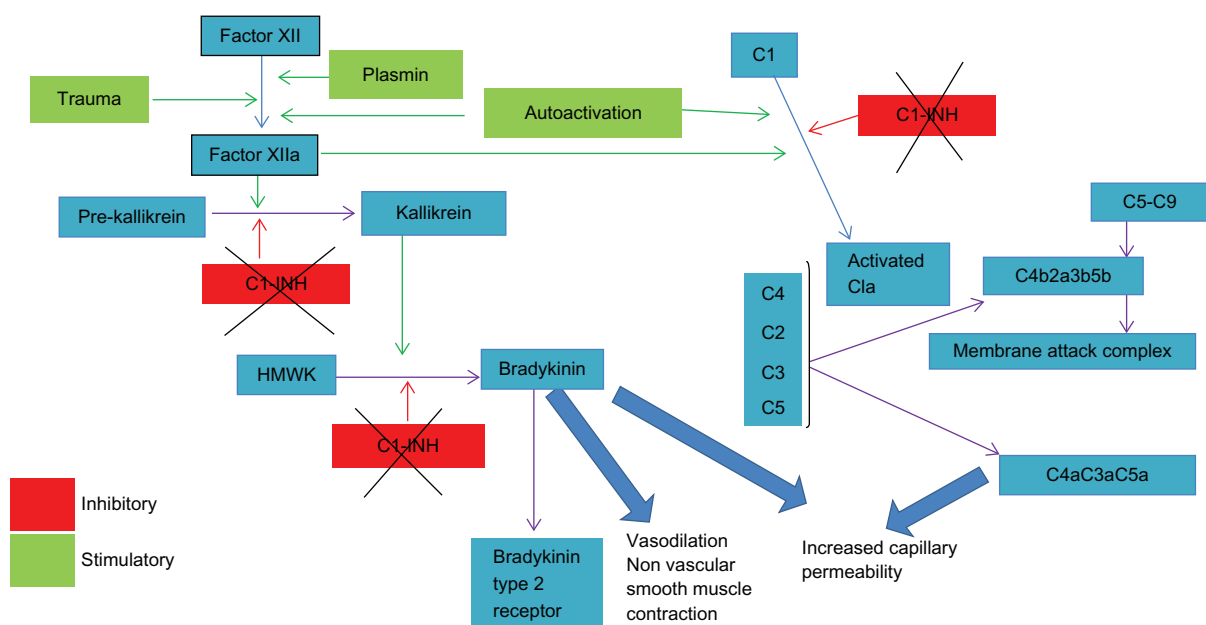 Factor XII
Plasmin
Trauma
Autoactivation
C1
C1-INH
Factor XIIa
Pre-kallikrein
Kallikrein
C1-INH
C5-C9
Activated
Cla
C4b2a3b5b
C4
C2
C3
C5
Membrane attack complex
HMWK
Bradykinin
C1-INH
C4aC3aC5a
Inhibitory
Stimulatory
Bradykinin
type 2
receptor
Vasodilation
Non vascular
smooth muscle
contraction
Increased capillary
permeability